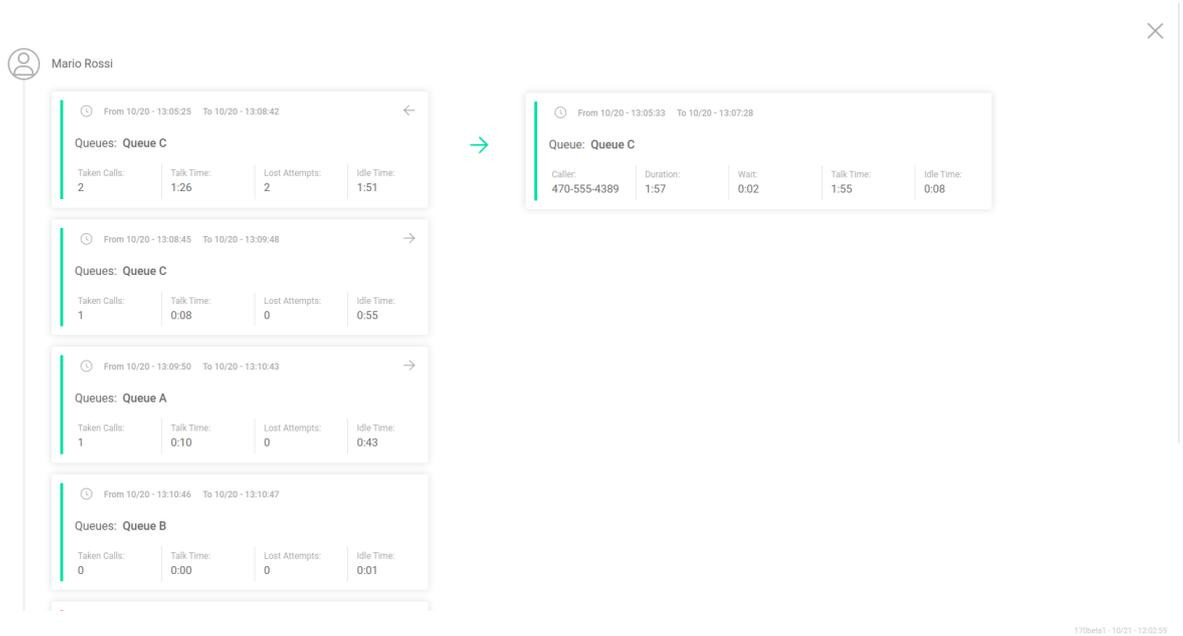 Mario Rossi
From 10/20 - 13:05:25 To 10/20 - 13:08:42
Queues: Queue C
Taken Calls: Talk Time: Lost Attempts: Idle Time:
2 1:26 2 1:51
From 10/20 - 13:05:33 To 10/20 - 13:07:28
Queue: Queue C
Caller: Duration: Wait: Talk Time: Idle Time:
470-555-4389 1:57 0:02 1:55 0:08
From 10/20 - 13:08:45 To 10/20 - 13:09:48
Queues: Queue C
Taken Calls: Talk Time: Lost Attempts: Idle Time:
1 0:08 0 0:55
From 10/20 - 13:09:50 To 10/20 - 13:10:43
Queues: Queue A
Taken Calls: Talk Time: Lost Attempts: Idle Time:
1 0:10 0 0:43
From 10/20 - 13:10:46 To 10/20 - 13:10:47
Queues: Queue B
Taken Calls: Talk Time: Lost Attempts: Idle Time:
0 0:00 0 0:01
170beta1 - 10/21 - 12:02:59